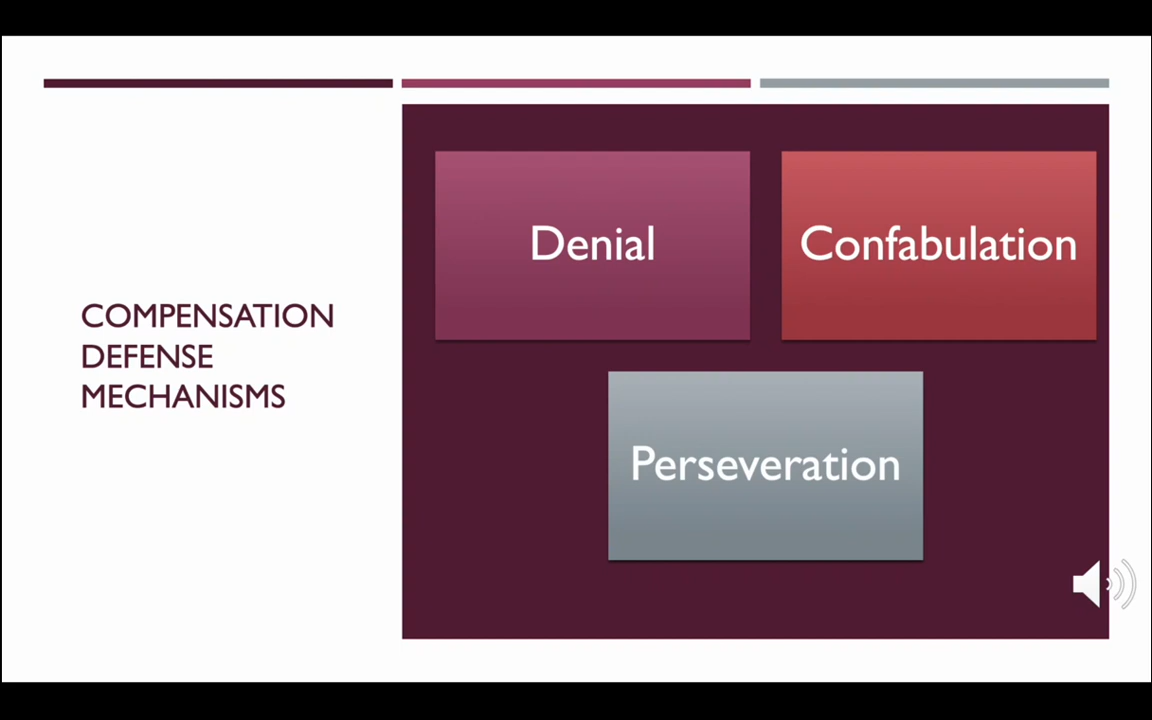 COMPENSATION
DEFENSE
MECHANISMS
Denial
Confabulation
Perseveration